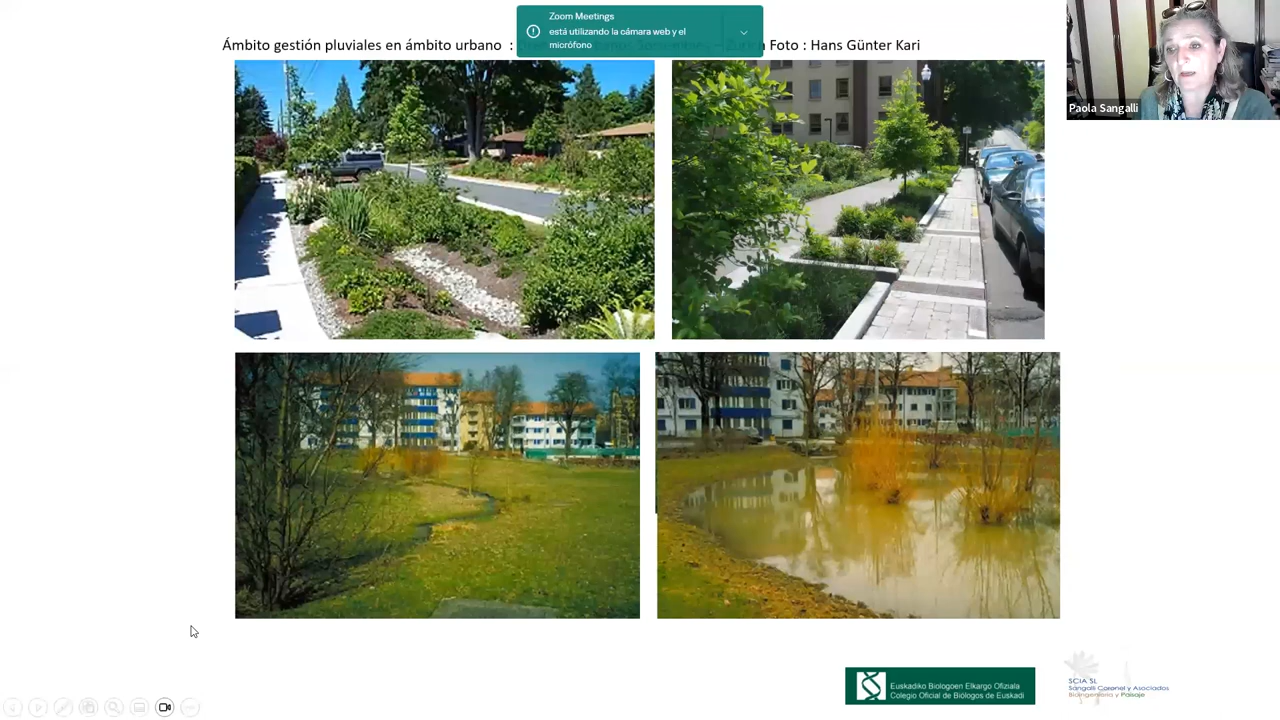 Zoom Meetings
está utilizando la cámara web y el
micrófono
Ámbito gestión pluviales en ámbito urbano : Zurich Foto : Hans Günter Kari
Paola Sangalli
Euskadiko Biologoen Elkargo Ofiziala
Colegio Oficial de Biólogos de Euskadi
SCIA SL
Sangalli Coronel y Asociados
Bioingeniería y Paisaje